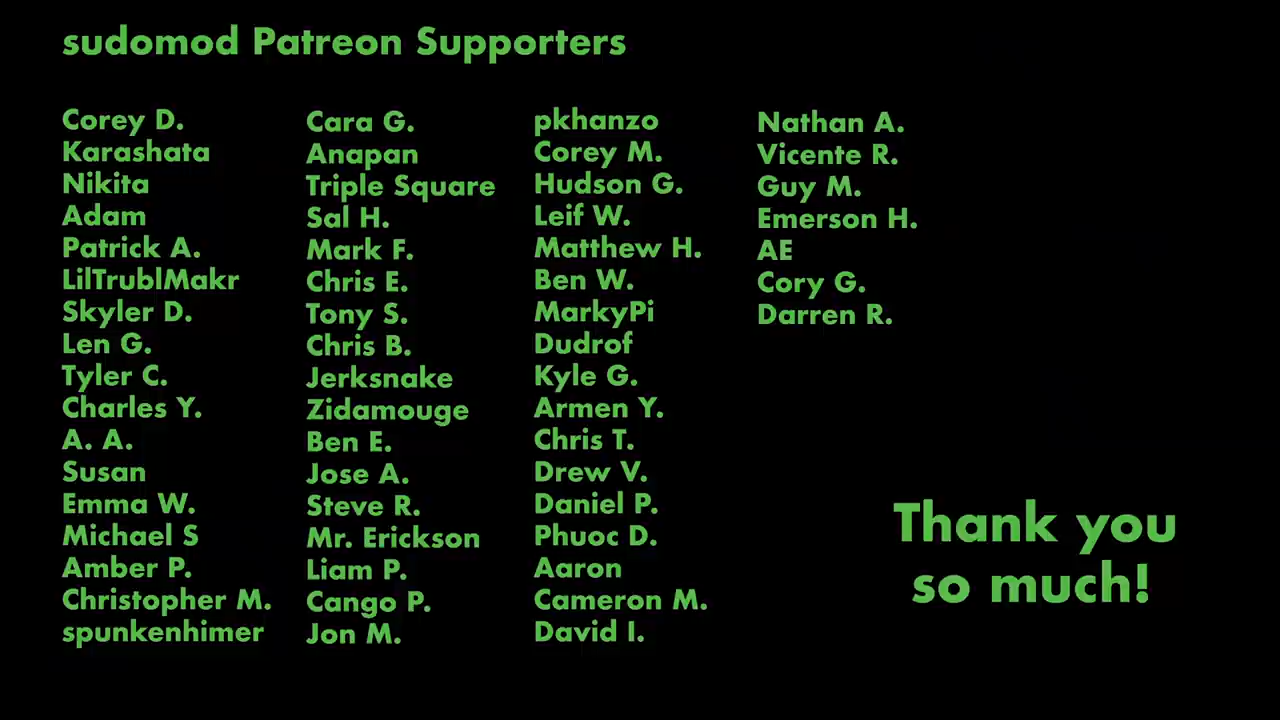 sudomod Patreon Supporters
Corey D.
Karashata
Nikita
Adam
Patrick A.
LilTrublMakr
Skyler D.
Len G.
Tyler C.
Charles Y.
A. A.
Susan
Emma W.
Michael S
Amber P.
Christopher M.
spunkenhimer
Cara G.
Anapan
Triple Square
Sal H.
Mark F.
Chris E.
Tony S.
Chris B.
Jerksnake
Zidamouge
Ben E.
Jose A.
Steve R.
Mr. Erickson
Liam P.
Cango P.
Jon M.
pkhanzo
Corey M.
Hudson G.
Leif W.
Matthew H.
Ben W.
MarkyPi
Dudrof
Kyle G.
Armen Y.
Chris T.
Drew V.
Daniel P.
Phuoc D.
Aaron
Cameron M.
David I.
Nathan A.
Vicente R.
Guy M.
Emerson H.
AE
Cory G.
Darren R.
Thank you
so much!